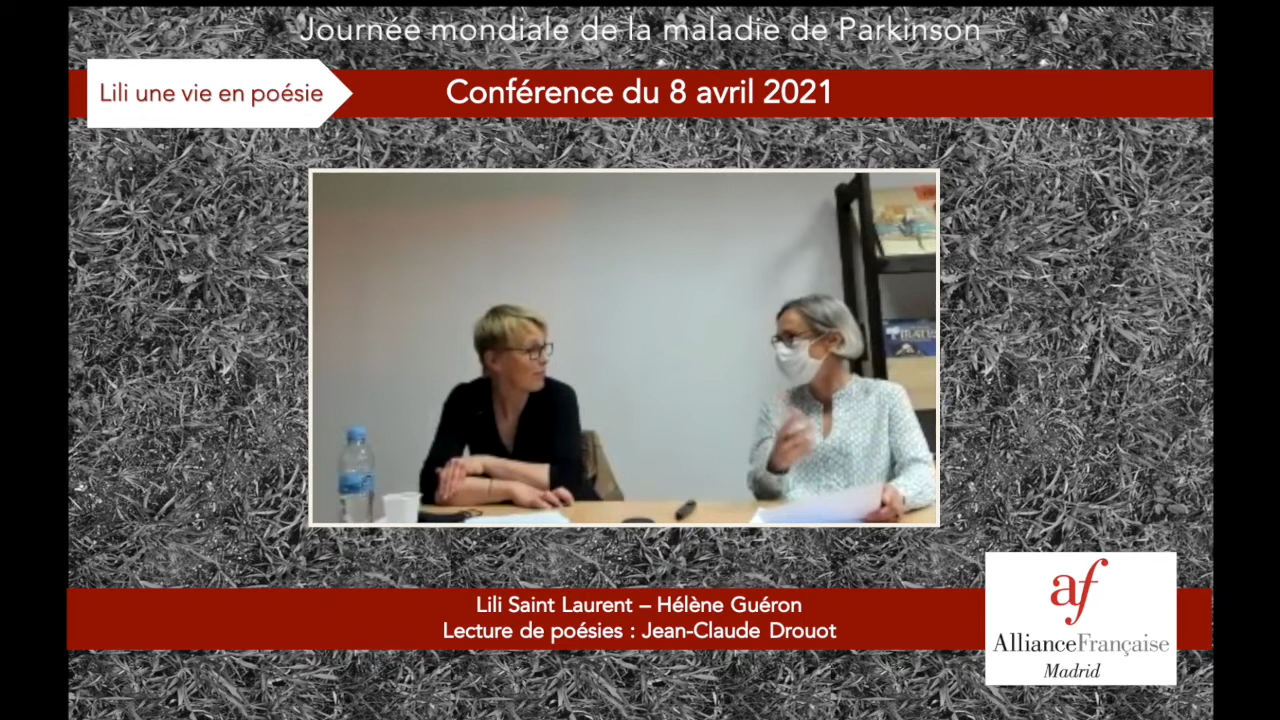 Journée mondiale de la maladie de Parkinson
Lili une vie en poésie
Conférence du 8 avril 2021
Lili Saint Laurent – Hélène Guéron
Lecture de poésies : Jean-Claude Drouot
af
AllianceFrançaise
Madrid